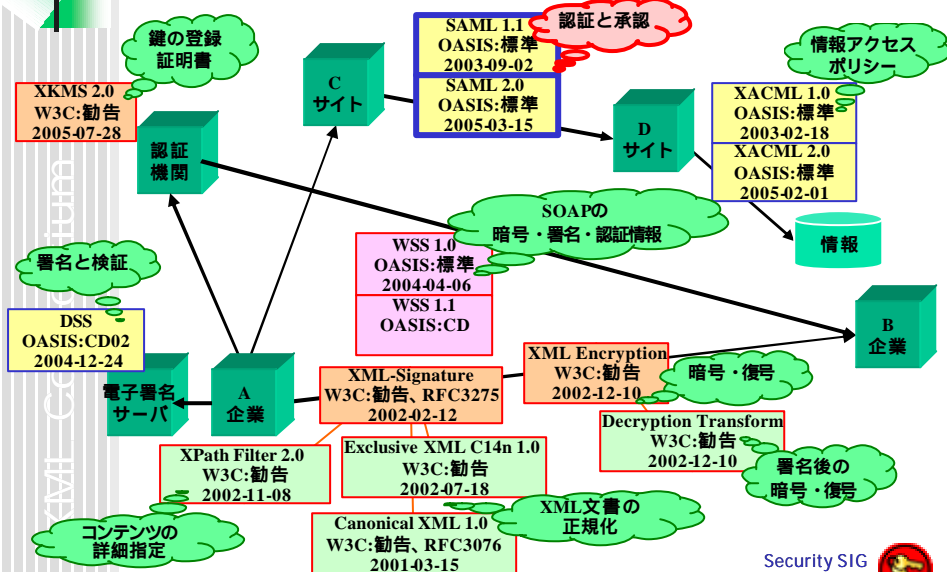 鍵の登録
証明書
XKMS 2.0
W3C:勧告
2005-07-28
認証
機関
C
サイト
SAML 1.1
OASIS:標準
2003-09-02
SAML 2.0
OASIS:標準
2005-03-15
認証と承認
D
サイト
情報アクセス
ポリシー
XACML 1.0
OASIS:標準
2003-02-18
XACML 2.0
OASIS:標準
2005-02-01
情報
SOAPの
暗号・署名・認証情報
WSS 1.0
OASIS:標準
2004-04-06
WSS 1.1
OASIS:CD
署名と検証
DSS
OASIS:CD02
2004-12-24
電子署名
サーバ
A
企業
B
企業
XML-Signature
W3C:勧告、RFC3275
2002-02-12
XML Encryption
W3C:勧告
2002-12-10
暗号・復号
Decryption Transform
W3C:勧告
2002-12-10
署名後の
暗号・復号
XPath Filter 2.0
W3C:勧告
2002-11-08
Exclusive XML C14n 1.0
W3C:勧告
2002-07-18
XML文書の
正規化
コンテンツの
詳細指定
Canonical XML 1.0
W3C:勧告、RFC3076
2001-03-15
Security SIG